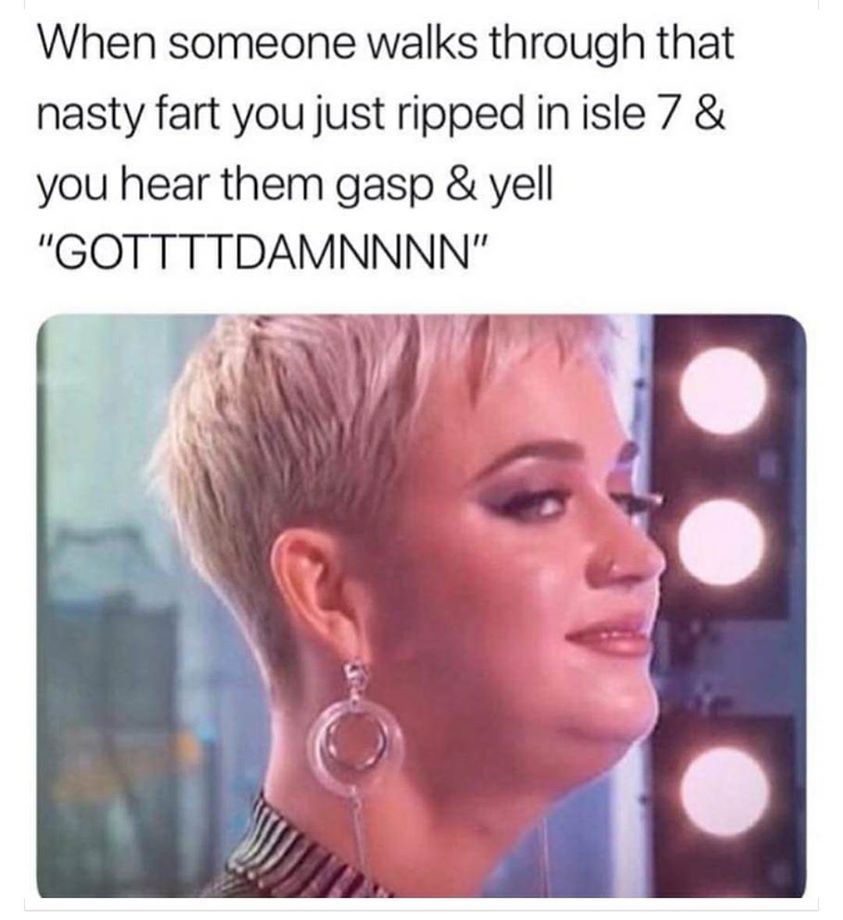 When someone walks through that
nasty fart you just ripped in isle 7 &
you hear them gasp & yell
"GOTTTTDAMNNNN"